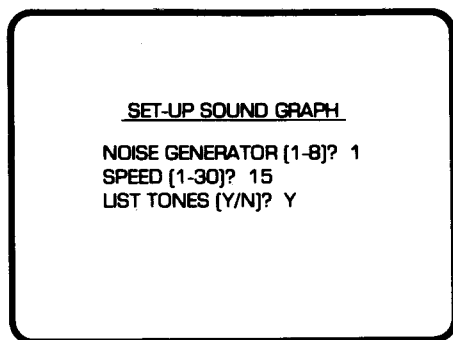 SET-UP SOUND GRAPH
NOISE GENERATOR (1-8)? 1
SPEED (1-30)? 15
LIST TONES (Y/N)? Y